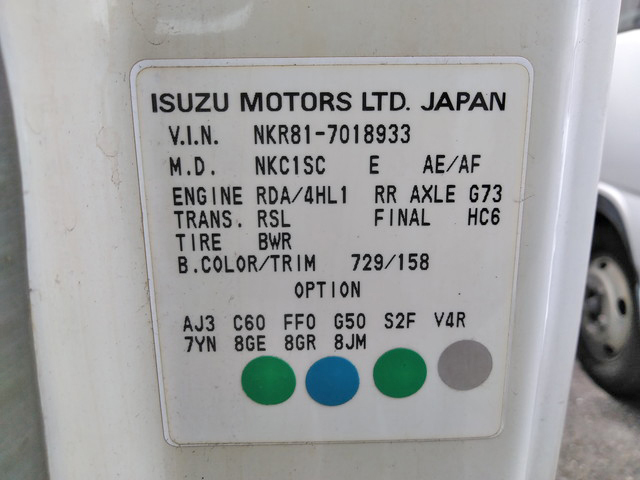 ISUZU MOTORS LTD. JAPAN
V.I.N. NKR81-7018933
M.D. NKC1SC E AE/AF
ENGINE RDA/4HL1 RR AXLE G73
TRANS. RSL FINAL HC6
TIRE BWR
B.COLOR/TRIM 729/158
OPTION
AJ3 C60 FF0 G50 S2F V4R
7YN 8GE 8GR 8JM